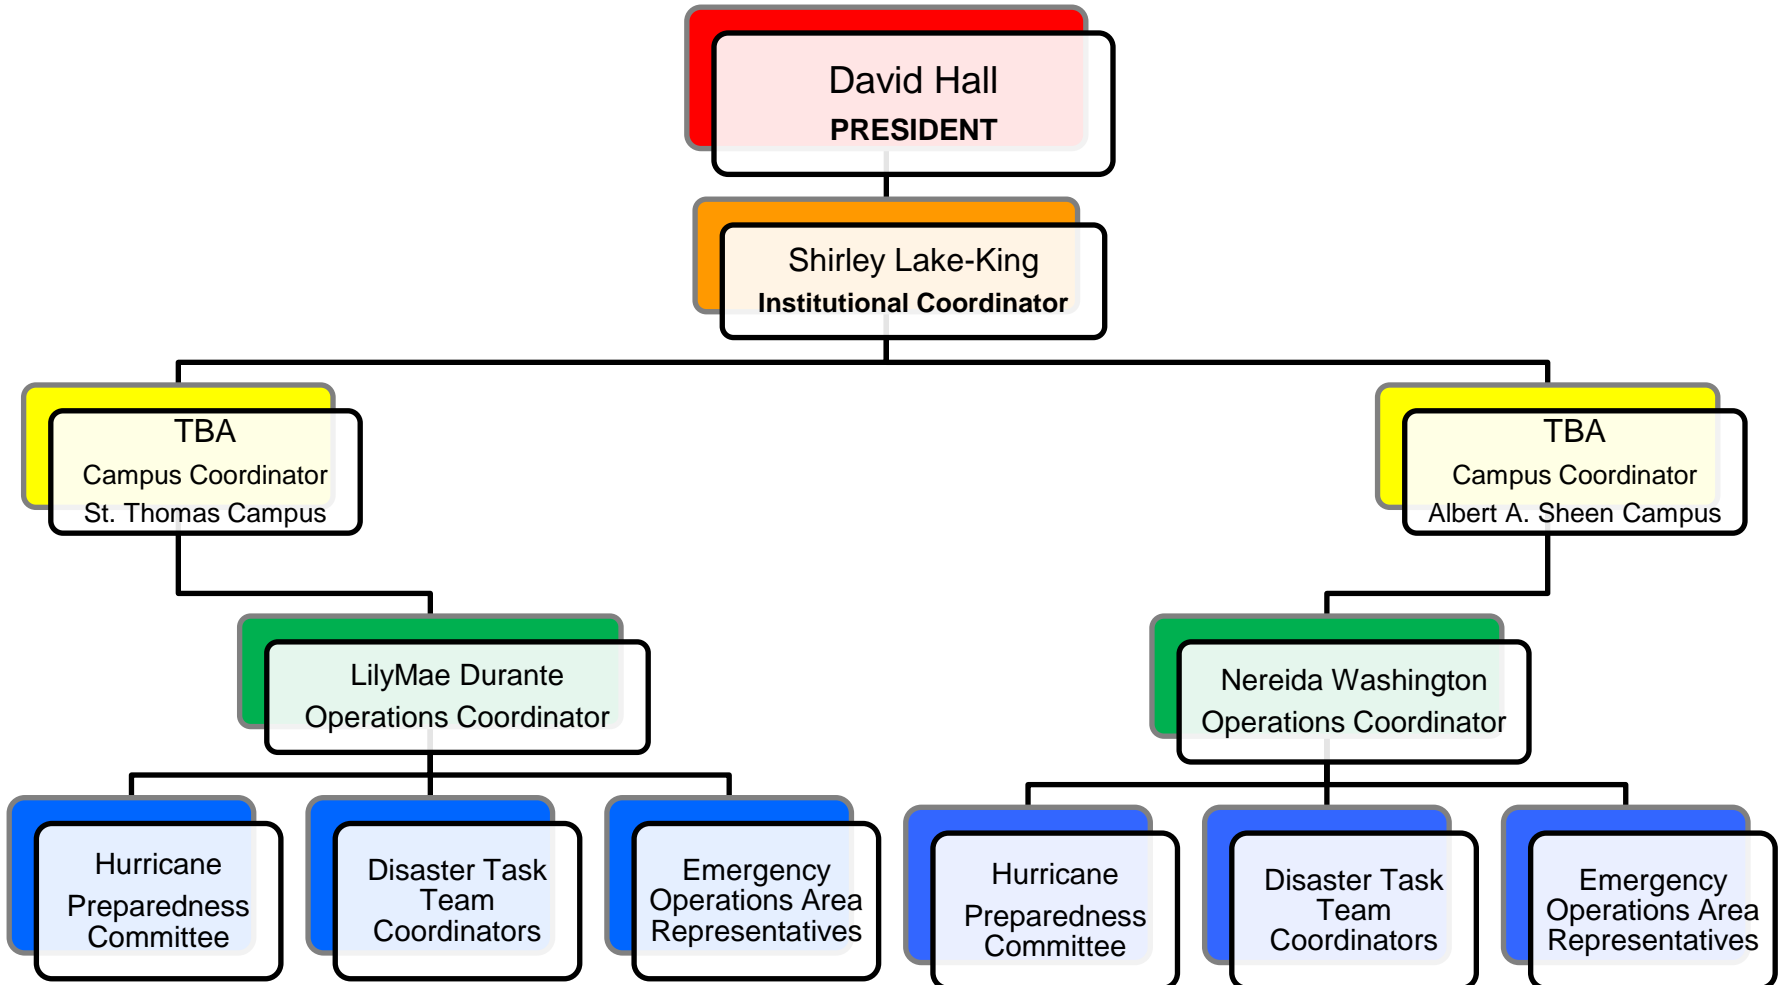 David Hall
PRESIDENT
Shirley Lake-King
Institutional Coordinator
TBA
Campus Coordinator
St. Thomas Campus
TBA
Campus Coordinator
Albert A. Sheen Campus
LilyMae Durante
Operations Coordinator
Nereida Washington
Operations Coordinator
Hurricane
Preparedness
Committee
Disaster Task
Team
Coordinators
Emergency
Operations Area
Representatives
Hurricane
Preparedness
Committee
Disaster Task
Team
Coordinators
Emergency
Operations Area
Representatives